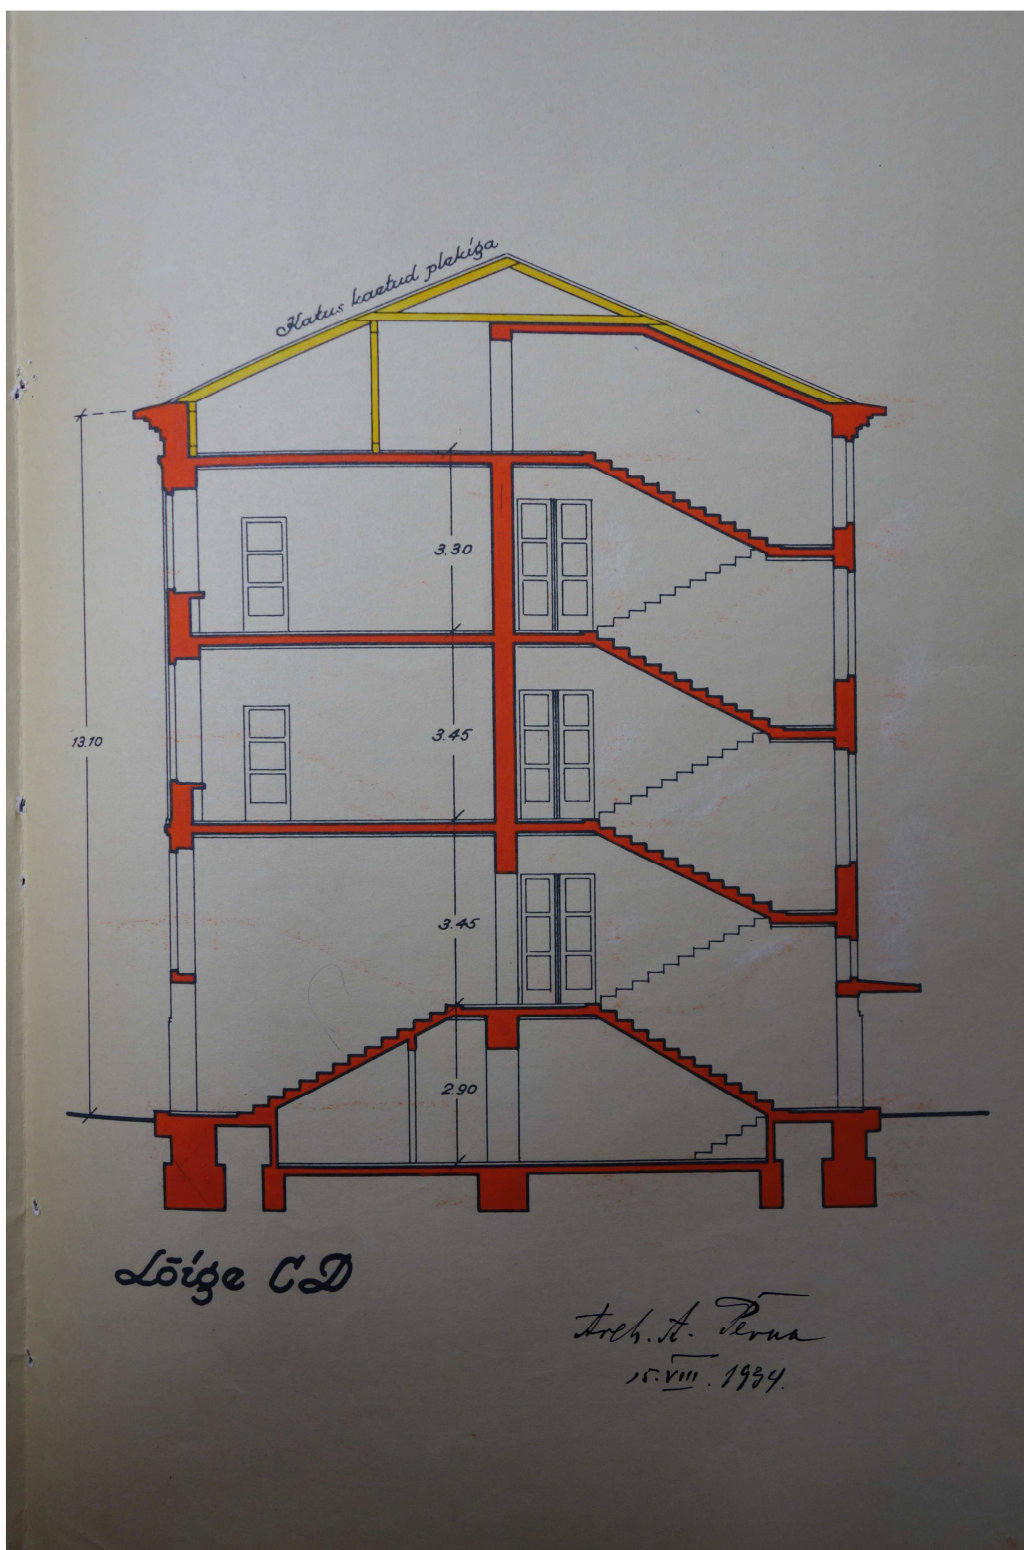 Katus kaetud plekiga
3.30
13.10
3.45
3.45
2.90
Lõige CD
Arch. A. Perna
15.VIII.1934.